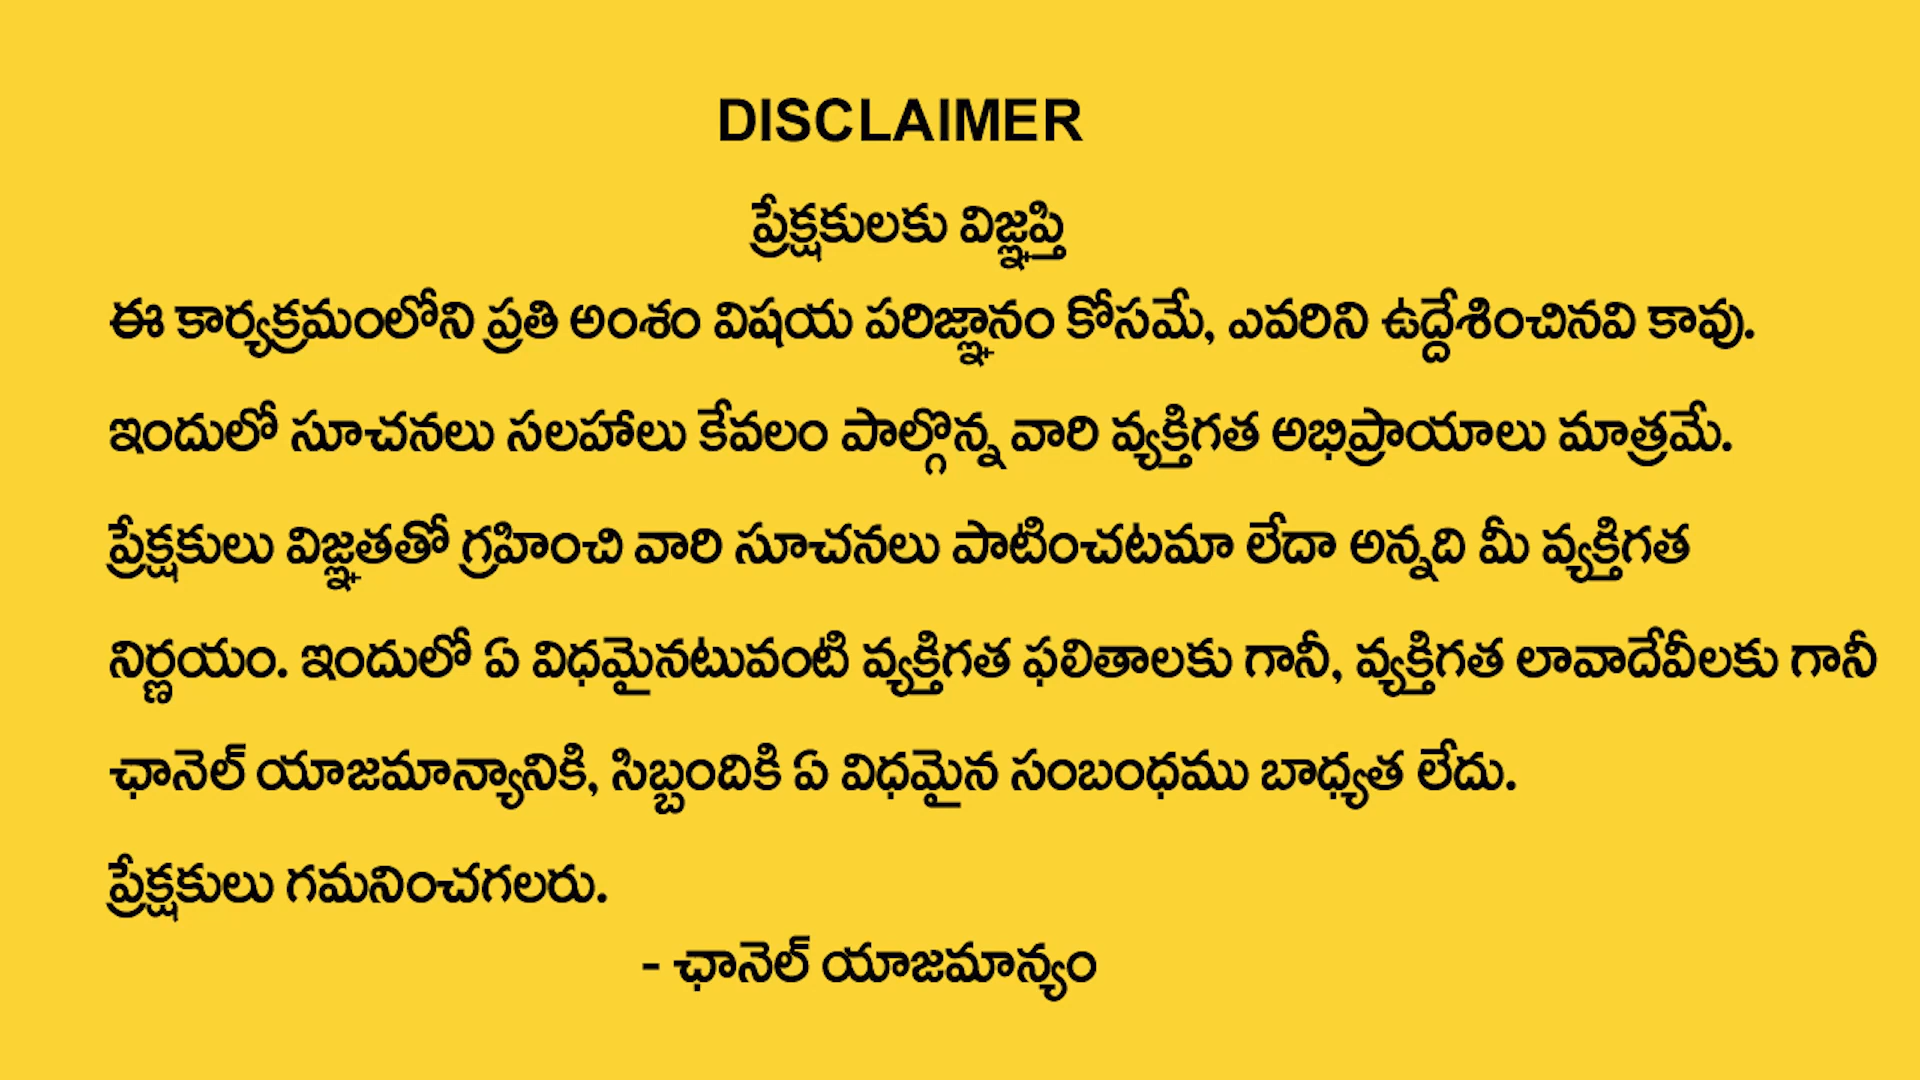 DISCLAIMER
ప్రేక్షకులకు విజ్ఞప్తి
ఈ కార్యక్రమంలోని ప్రతి అంశం విషయ పరిజ్ఞానం కోసమే, ఎవరిని ఉద్దేశించినవి కావు.
ఇందులో సూచనలు సలహాలు కేవలం పాల్గొన్న వారి వ్యక్తిగత అభిప్రాయాలు మాత్రమే.
ప్రేక్షకులు విజ్ఞతతో గ్రహించి వారి సూచనలు పాటించటమా లేదా అన్నది మీ వ్యక్తిగత
నిర్ణయం. ఇందులో ఏ విధమైనటువంటి వ్యక్తిగత ఫలితాలకు గానీ, వ్యక్తిగత లావాదేవీలకు గానీ
ఛానెల్ యాజమాన్యానికి, సిబ్బందికి ఏ విధమైన సంబంధము బాధ్యత లేదు.
ప్రేక్షకులు గమనించగలరు.
- ఛానెల్ యాజమాన్యం